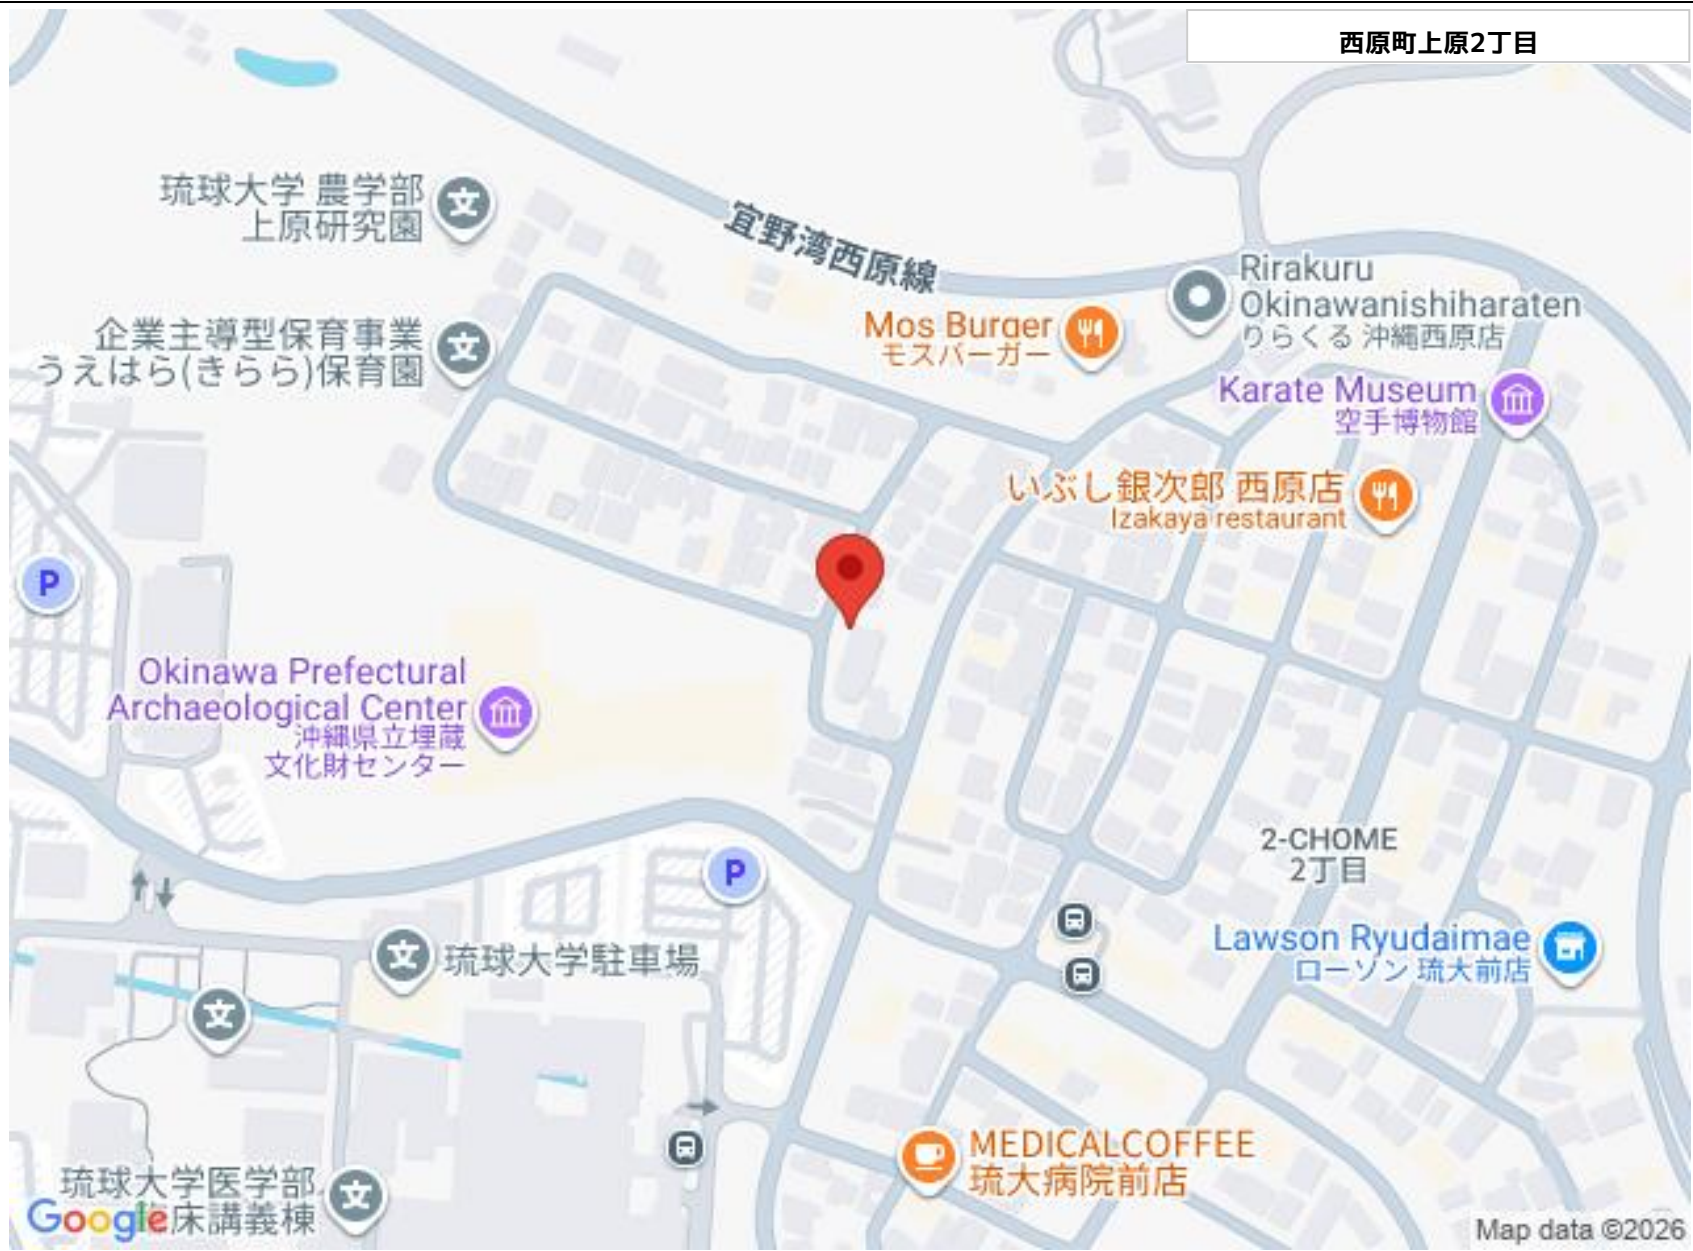 西原町上原2丁目
琉球大学 農学部
上原研究園
宜野湾西原線
Rirakuru
Okinawanishiharaten
りらくる 沖縄西原店
企業主導型保育事業
うえはら(きらら)保育園
Mos Burger
モスバーガー
Karate Museum
空手博物館
いぶし銀次郎 西原店
Izakaya restaurant
P
Okinawa Prefectural
Archaeological Center
沖縄県立埋蔵
文化財センター
2-CHOME
2丁目
P
Lawson Ryudaimae
ローソン 琉大前店
琉球大学駐車場
MEDICALCOFFEE
琉大病院前店
琉球大学医学部
床講義棟
Google
Map data ©2026